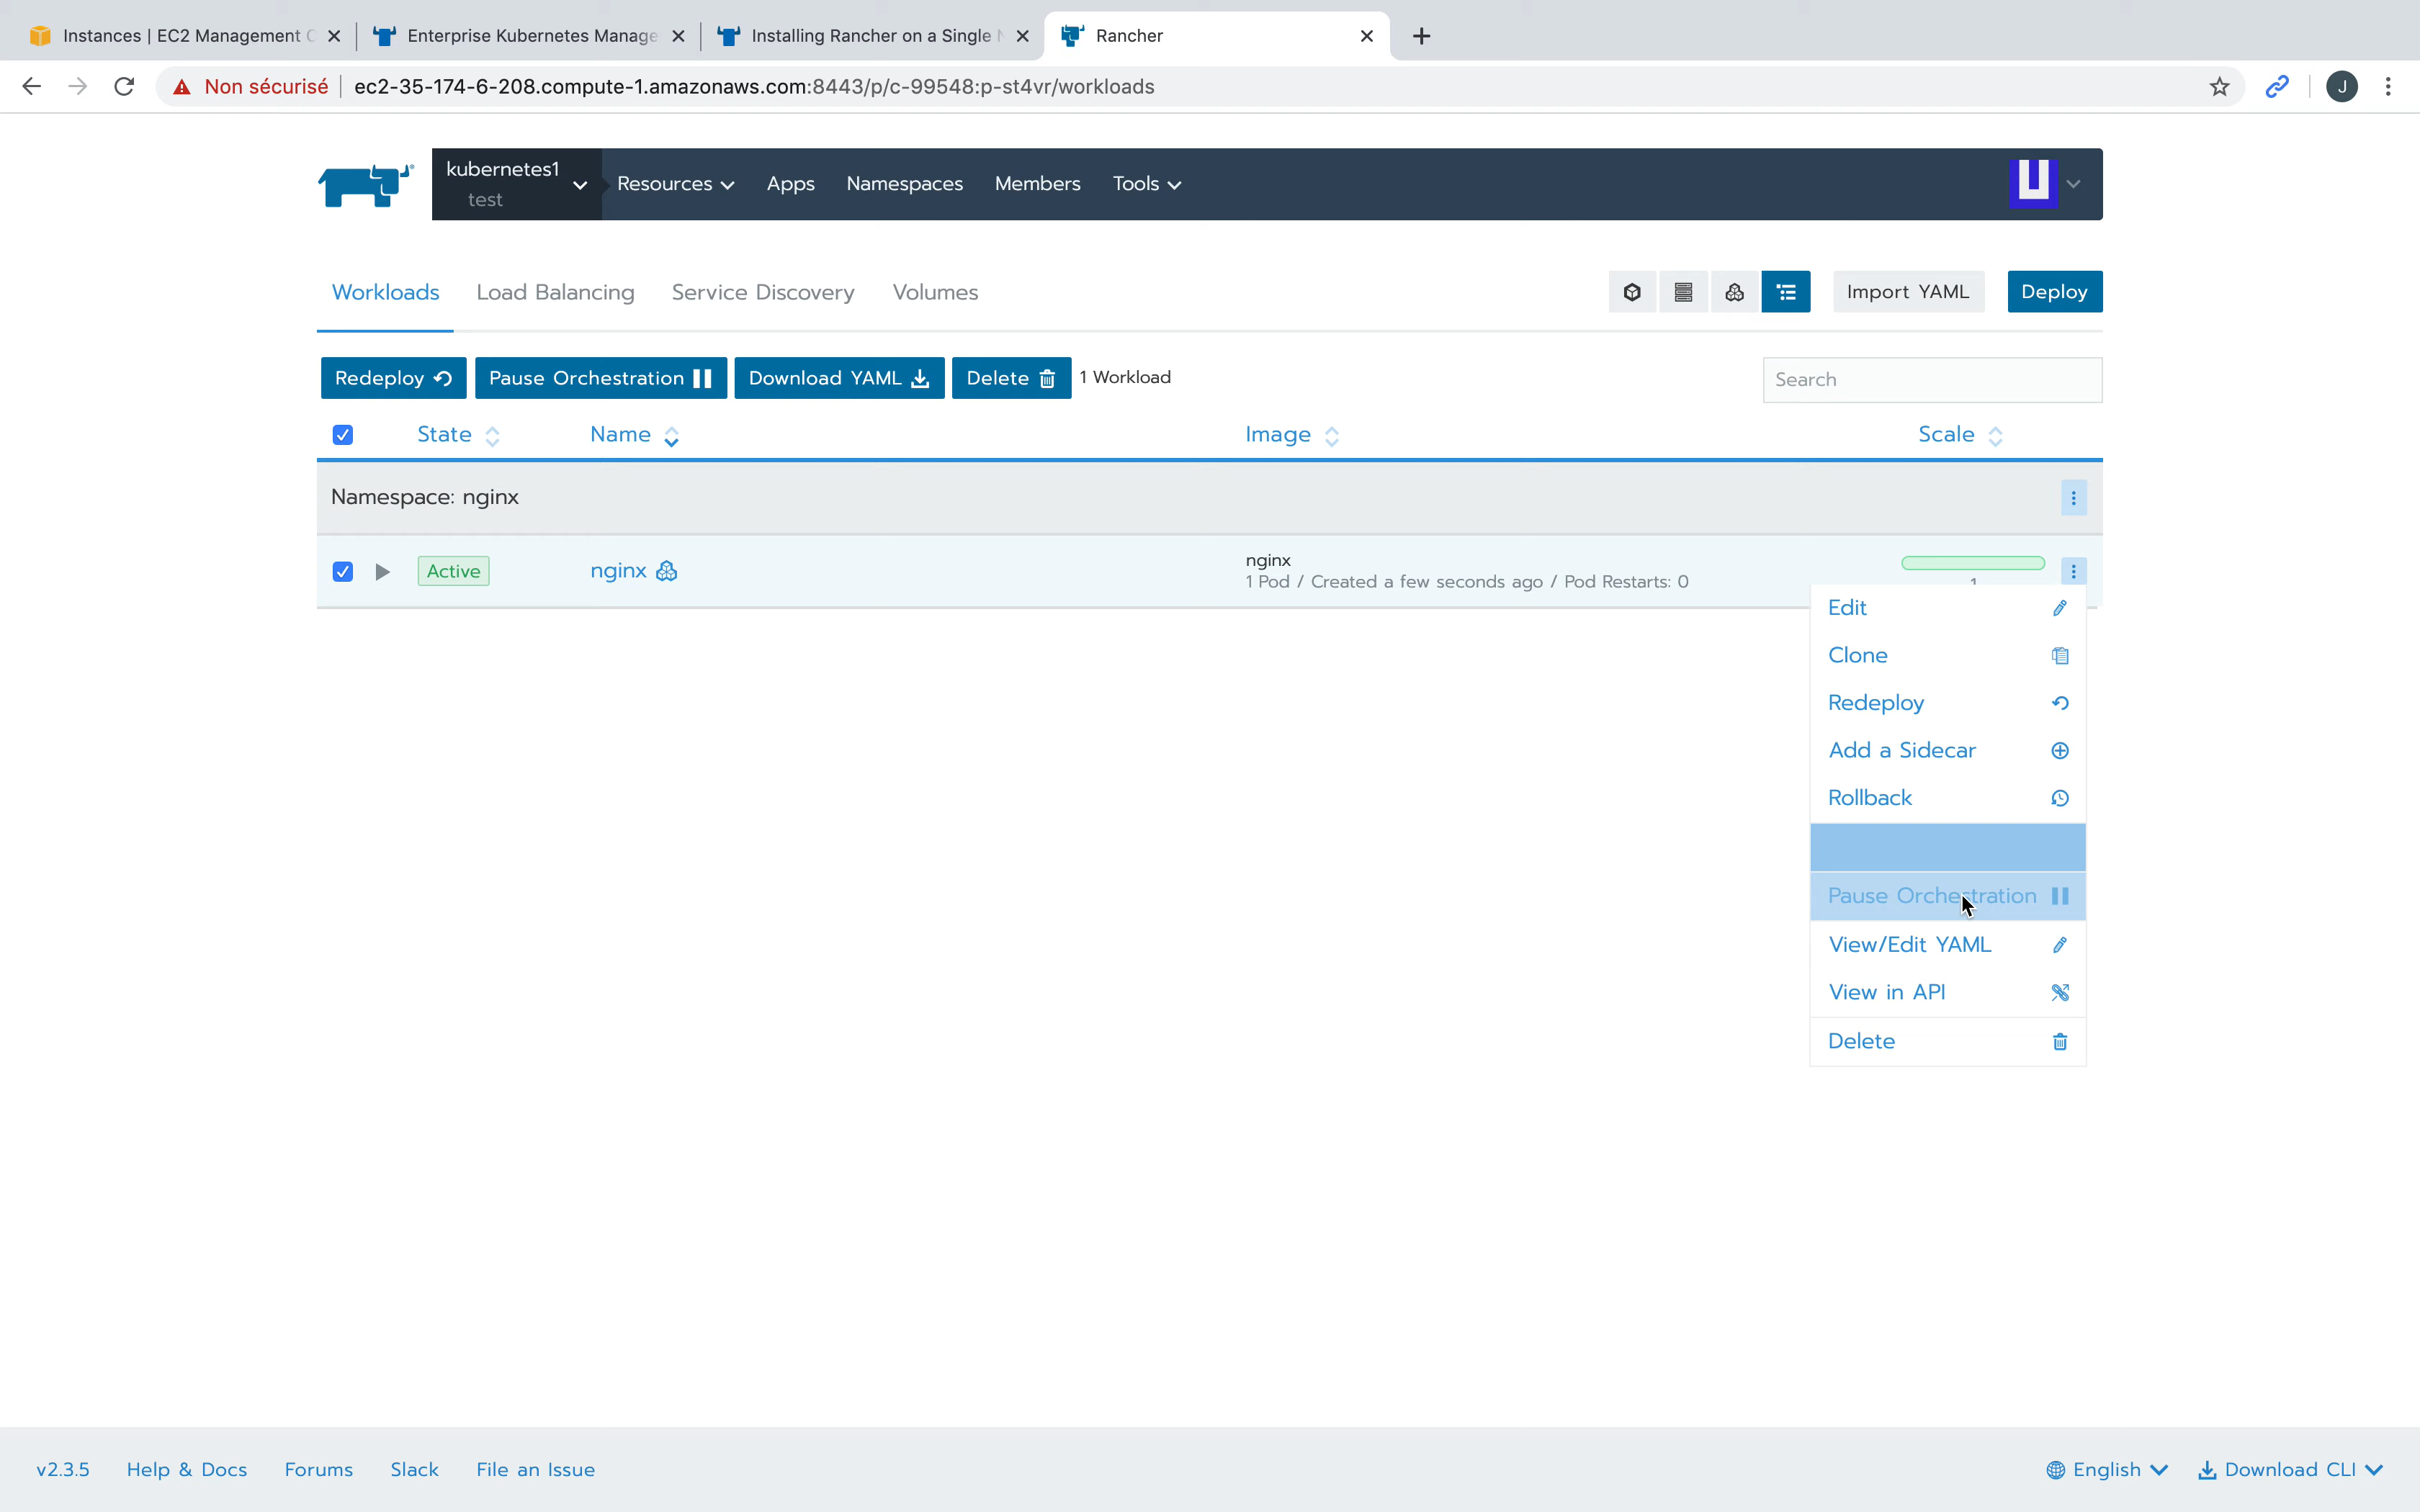 Instances | EC2 Management C
Enterprise Kubernetes Manage
Installing Rancher on a Single N
Rancher
Non sécurisé
ec2-35-174-6-208.compute-1.amazonaws.com:8443/p/c-99548:p-st4vr/workloads
J
kubernetes1
test
Resources
Apps
Namespaces
Members
Tools
Workloads
Load Balancing
Service Discovery
Volumes
Import YAML
Deploy
Redeploy
Pause Orchestration
Download YAML
Delete
1 Workload
Search
State
Name
Image
Scale
Namespace: nginx
Active
nginx
nginx
1 Pod / Created a few seconds ago / Pod Restarts: 0
1
Edit
Clone
Redeploy
Add a Sidecar
Rollback
Pause Orchestration
View/Edit YAML
View in API
Delete
v2.3.5
Help & Docs
Forums
Slack
File an Issue
English
Download CLI